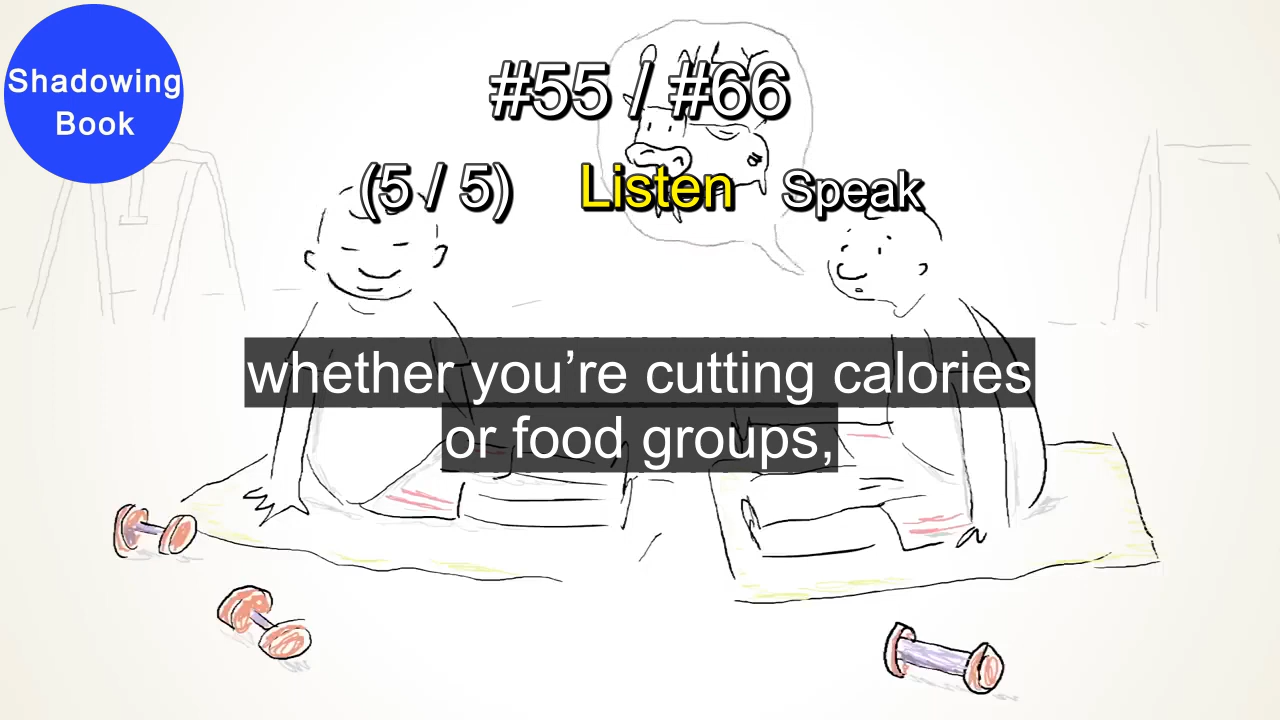 Shadowing
Book
#55 / #66
(5 / 5) Listen Speak
whether you’re cutting calories
or food groups,